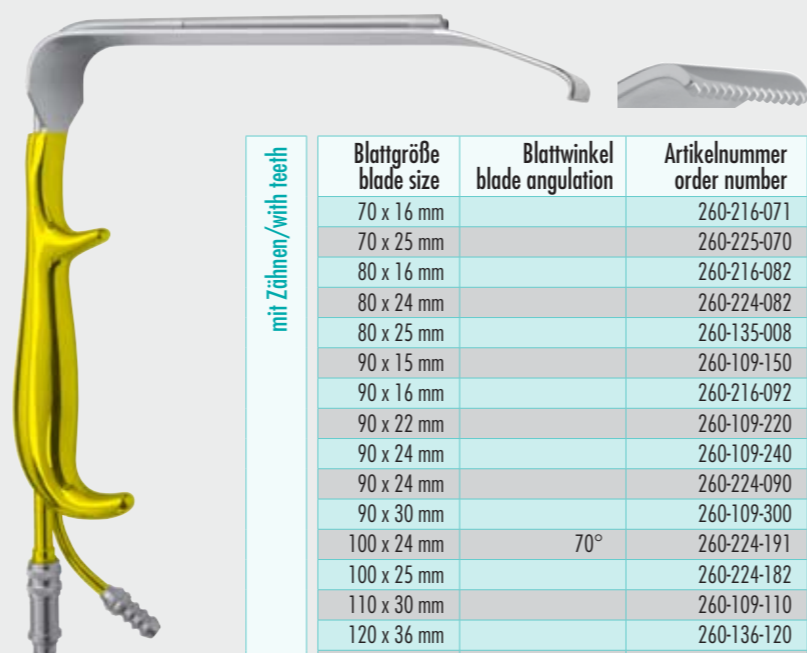 mit Zähnen/with teeth
Blattgröße Blattwinkel Artikelnummer
blade size blade angulation order number
70 x 16 mm 260-216-071
70 x 25 mm 260-225-070
80 x 16 mm 260-216-082
80 x 24 mm 260-224-082
80 x 25 mm 260-135-008
90 x 15 mm 260-109-150
90 x 16 mm 260-216-092
90 x 22 mm 260-109-220
90 x 24 mm 260-109-240
90 x 24 mm 260-224-090
90 x 30 mm 260-109-300
100 x 24 mm 70° 260-224-191
100 x 25 mm 260-224-182
110 x 30 mm 260-109-110
120 x 36 mm 260-136-120